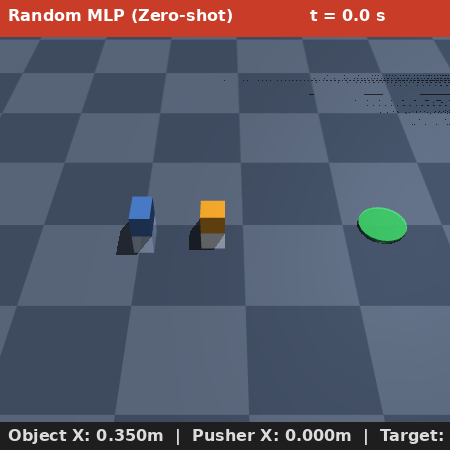 Random MLP (Zero-shot) t = 0.0 s
Object X: 0.350m | Pusher X: 0.000m | Target: